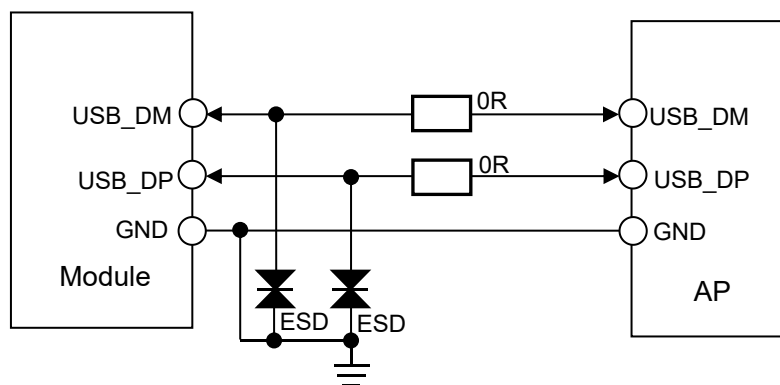 0R
USB_DM
USB_DM
0R
USB_DP
USB_DP
GND
GND
Module
AP
ESD
ESD